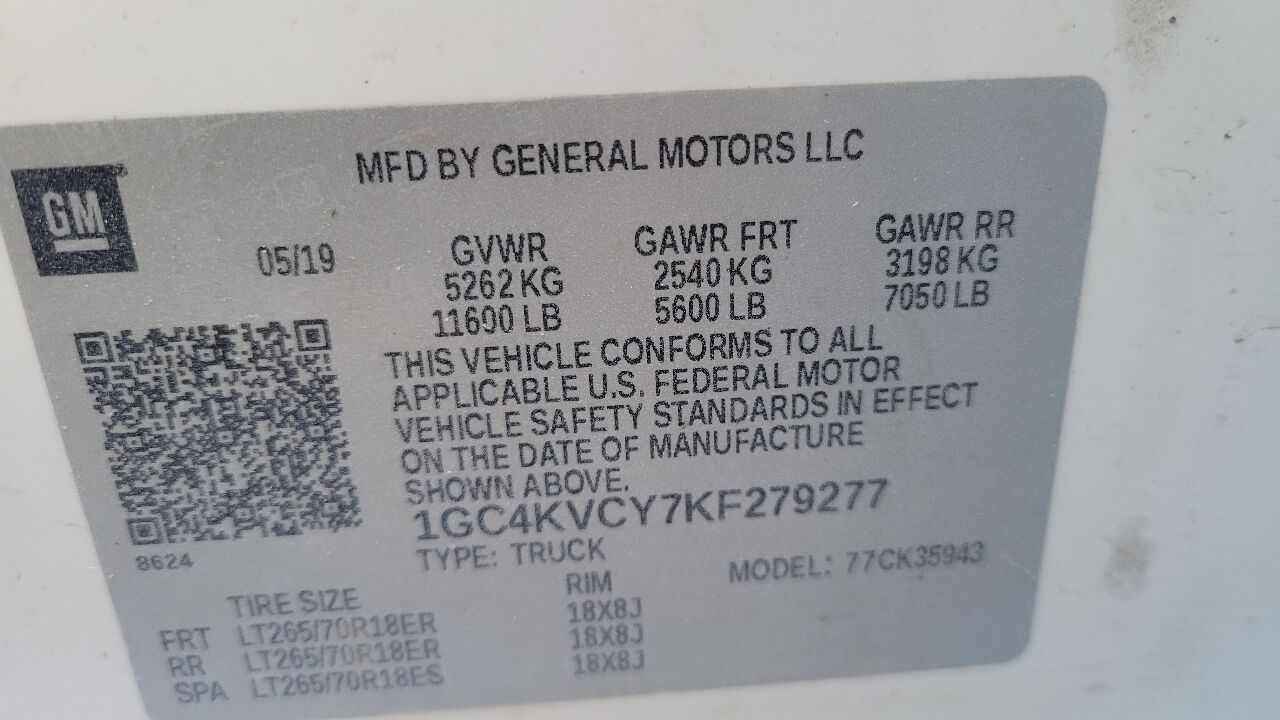 MFD BY GENERAL MOTORS LLC
GM
05/19 GVWR GAWR FRT GAWR RR
5262 KG 2540 KG 3198 KG
11600 LB 5600 LB 7050 LB
THIS VEHICLE CONFORMS TO ALL
APPLICABLE U.S. FEDERAL MOTOR
VEHICLE SAFETY STANDARDS IN EFFECT
ON THE DATE OF MANUFACTURE
SHOWN ABOVE.
1GC4KVCY7KF279277
8624
TYPE: TRUCK MODEL: 77CK35943
TIRE SIZE RIM
FRT LT265/70R18ER 18X8J
RR LT265/70R18ER 18X8J
SPA LT265/70R18ES 18X8J